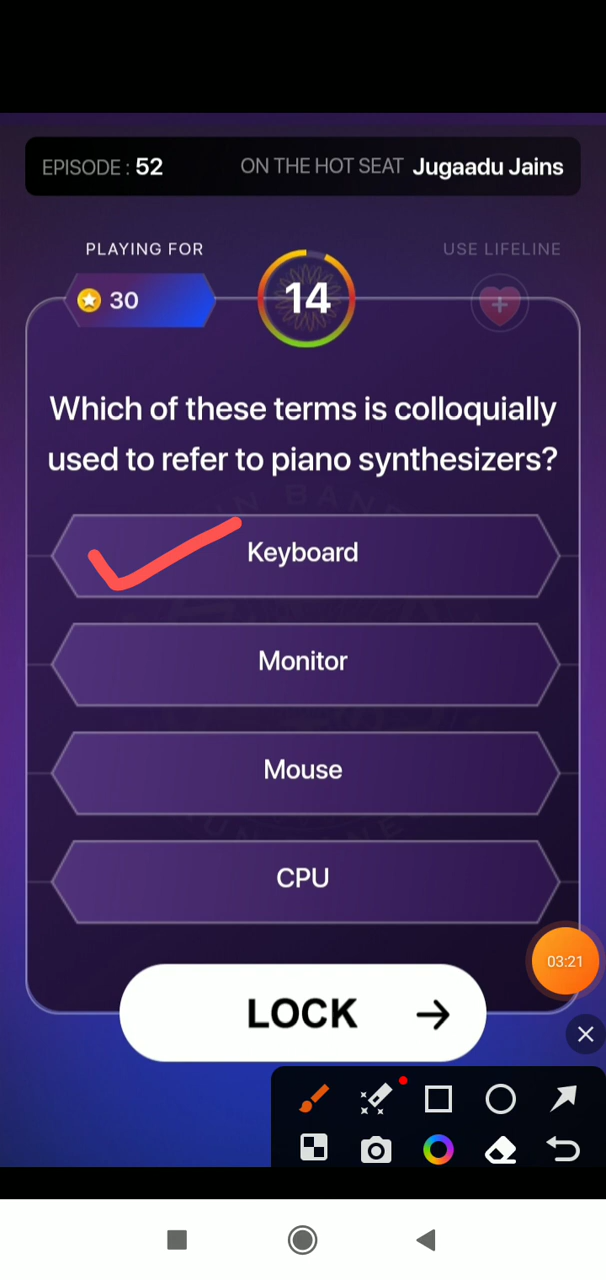 EPISODE : 52 ON THE HOT SEAT Jugaadu Jains
PLAYING FOR USE LIFELINE
30 14
Which of these terms is colloquially
used to refer to piano synthesizers?
Keyboard
Monitor
Mouse
CPU
03:21
LOCK